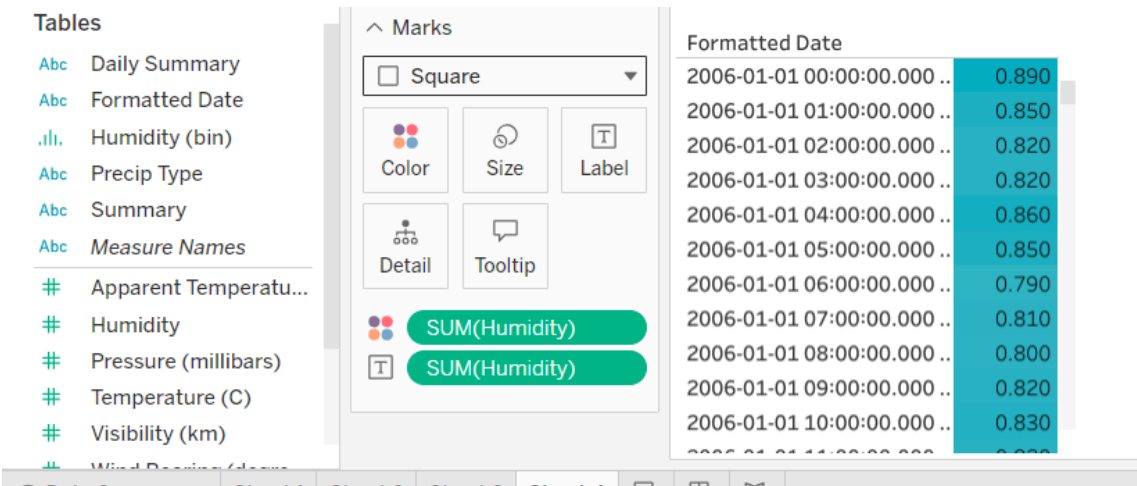 Tables
Abc Daily Summary
Abc Formatted Date
Humidity (bin)
Abc Precip Type
Abc Summary
Abc Measure Names
# Apparent Temperatu...
# Humidity
# Pressure (millibars)
# Temperature (C)
# Visibility (km)
Marks
Square
Color Size T Label
Detail Tooltip
SUM(Humidity)
T SUM(Humidity)
Formatted Date
2006-01-01 00:00:00.000 .. 0.890
2006-01-01 01:00:00.000 .. 0.850
2006-01-01 02:00:00.000 .. 0.820
2006-01-01 03:00:00.000 .. 0.820
2006-01-01 04:00:00.000 .. 0.860
2006-01-01 05:00:00.000 .. 0.850
2006-01-01 06:00:00.000 .. 0.790
2006-01-01 07:00:00.000 .. 0.810
2006-01-01 08:00:00.000 .. 0.800
2006-01-01 09:00:00.000 .. 0.820
2006-01-01 10:00:00.000 .. 0.830